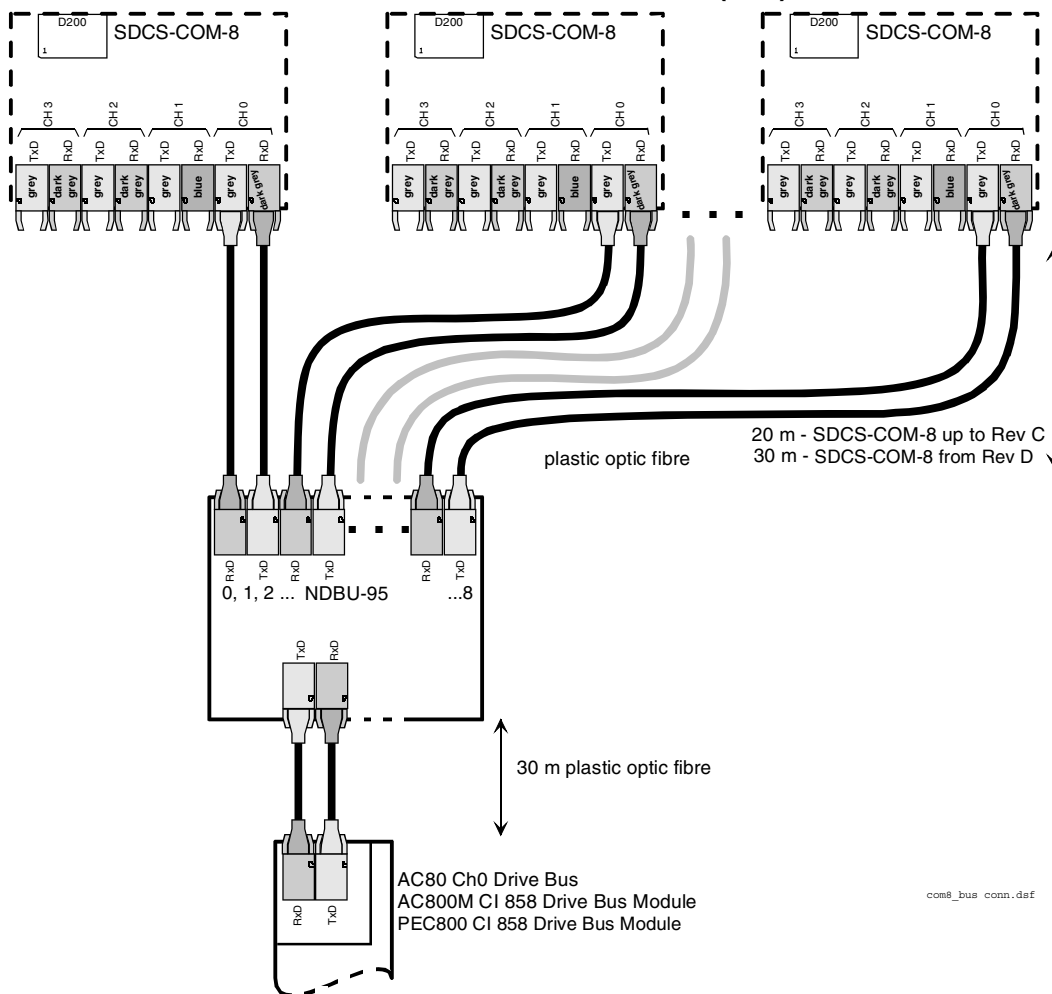 D200
1
SDCS-COM-8
CH 3
CH 2
CH 1
CH 0
TxD
RxD
TxD
RxD
TxD
RxD
TxD
RxD
grey
dark grey
grey
dark grey
grey
blue
grey
dark grey
D200
1
SDCS-COM-8
CH 3
CH 2
CH 1
CH 0
TxD
RxD
TxD
RxD
TxD
RxD
TxD
RxD
grey
dark grey
grey
dark grey
grey
blue
grey
dark grey
D200
1
SDCS-COM-8
CH 3
CH 2
CH 1
CH 0
TxD
RxD
TxD
RxD
TxD
RxD
TxD
RxD
grey
dark grey
grey
dark grey
grey
blue
grey
dark grey
plastic optic fibre
20 m - SDCS-COM-8 up to Rev C
30 m - SDCS-COM-8 from Rev D
RxD
TxD
RxD
TxD
RxD
TxD
0, 1, 2 ... NDBU-95 ...8
TxD
RxD
30 m plastic optic fibre
RxD
TxD
AC80 Ch0 Drive Bus
AC800M CI 858 Drive Bus Module
PEC800 CI 858 Drive Bus Module
com8_bus conn.dsf